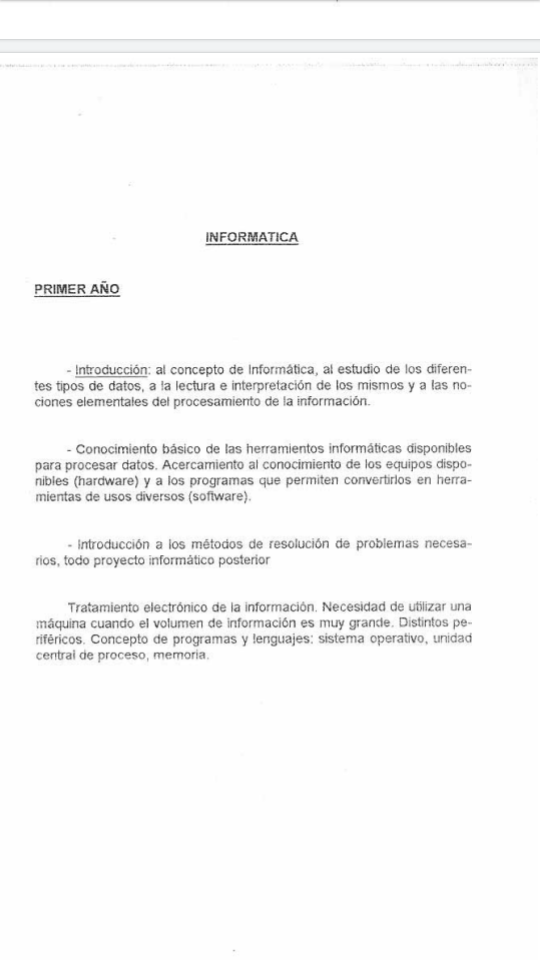 INFORMATICA
PRIMER AÑO
- Introducción: al concepto de Informática, al estudio de los diferen-
tes tipos de datos, a la lectura e interpretación de los mismos y a las no-
ciones elementales del procesamiento de la información.
- Conocimiento básico de las herramientos informáticas disponibles
para procesar datos. Acercamiento al conocimiento de los equipos dispo-
nibles (hardware) y a los programas que permiten convertirlos en herra-
mientas de usos diversos (software).
- Introducción a los métodos de resolución de problemas necesa-
rios, todo proyecto informático posterior
Tratamiento electrónico de la información. Necesidad de utilizar una
máquina cuando el volumen de información es muy grande. Distintos pe-
riféricos. Concepto de programas y lenguajes: sistema operativo, unidad
central de proceso, memoria.